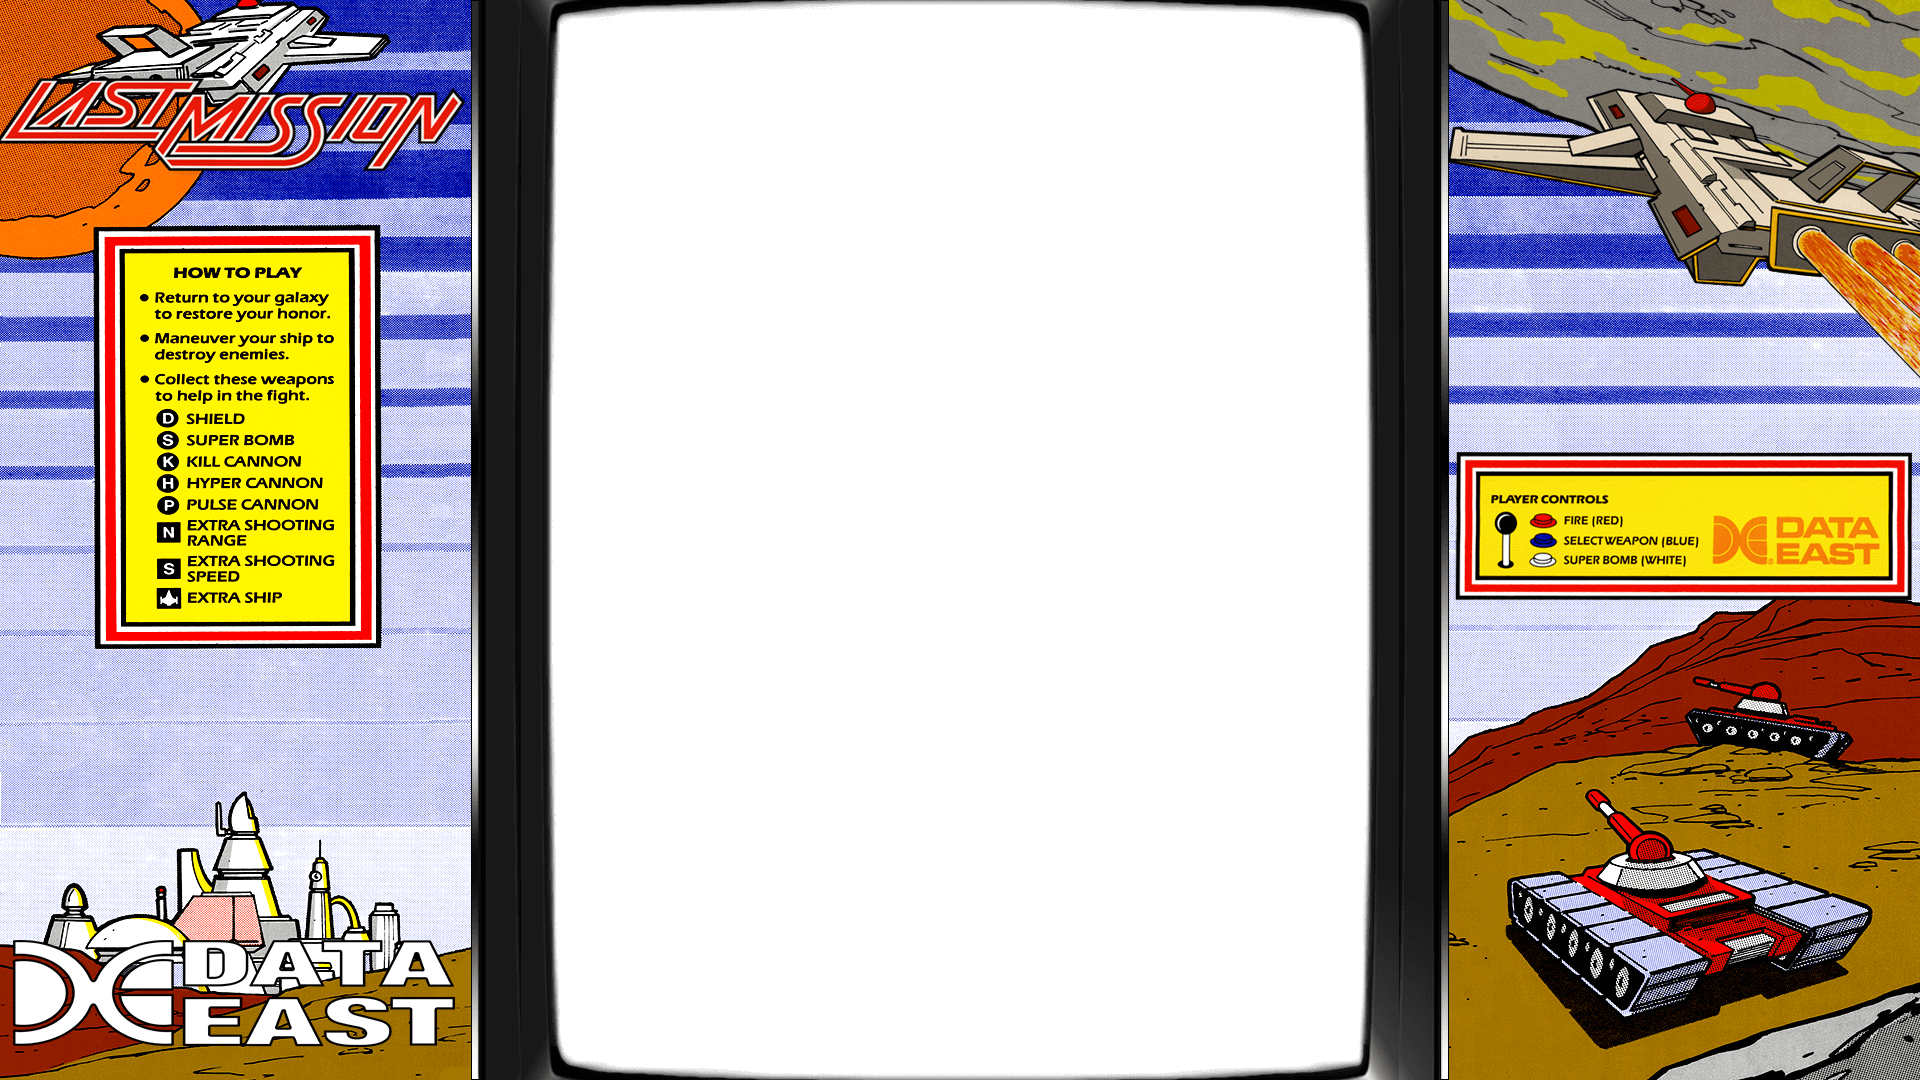 LAST MISSION
HOW TO PLAY
● Return to your galaxy
to restore your honor.
● Maneuver your ship to
destroy enemies.
● Collect these weapons
to help in the fight.
D SHIELD
S SUPER BOMB
K KILL CANNON
H HYPER CANNON
P PULSE CANNON
N EXTRA SHOOTING
RANGE
S EXTRA SHOOTING
SPEED
EXTRA SHIP
DATA
EAST
PLAYER CONTROLS
FIRE (RED)
SELECT WEAPON (BLUE)
SUPER BOMB (WHITE)
DATA
EAST
®